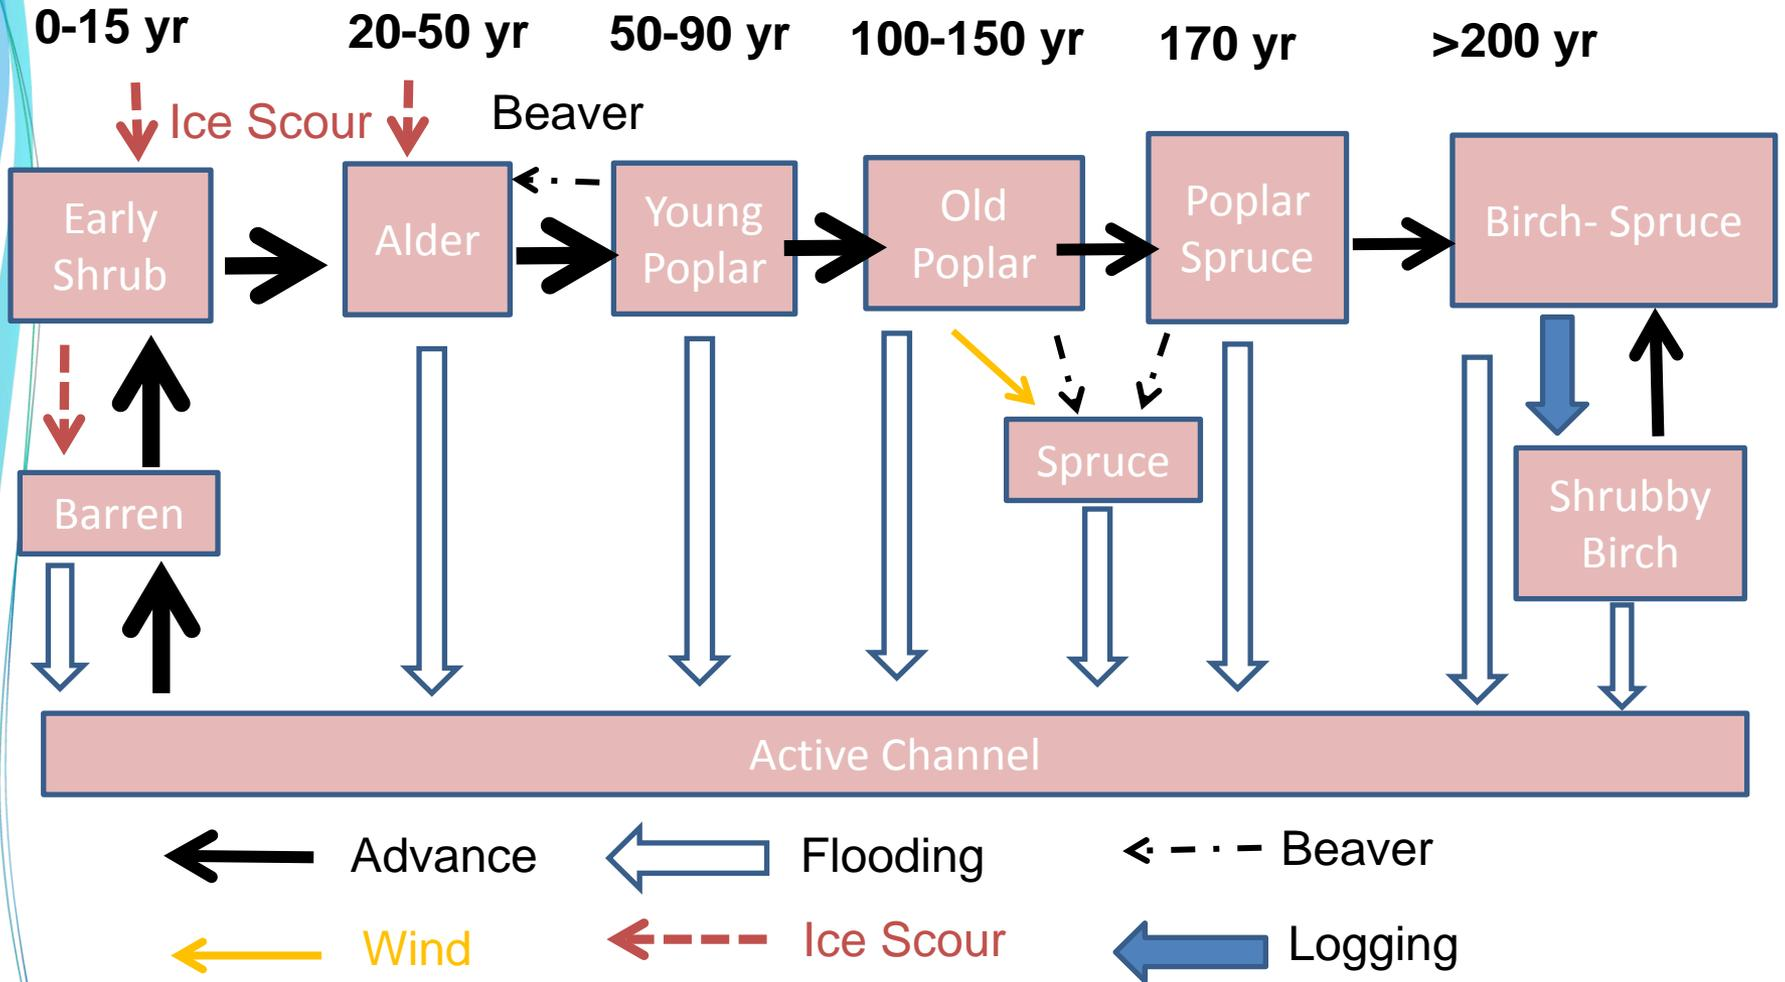 0-15 yr
20-50 yr
50-90 yr
100-150 yr
170 yr
>200 yr
Ice Scour
Beaver
Early
Shrub
Alder
Young
Poplar
Old
Poplar
Poplar
Spruce
Birch- Spruce
Barren
Spruce
Shrubby
Birch
Active Channel
Advance
Flooding
Beaver
Wind
Ice Scour
Logging